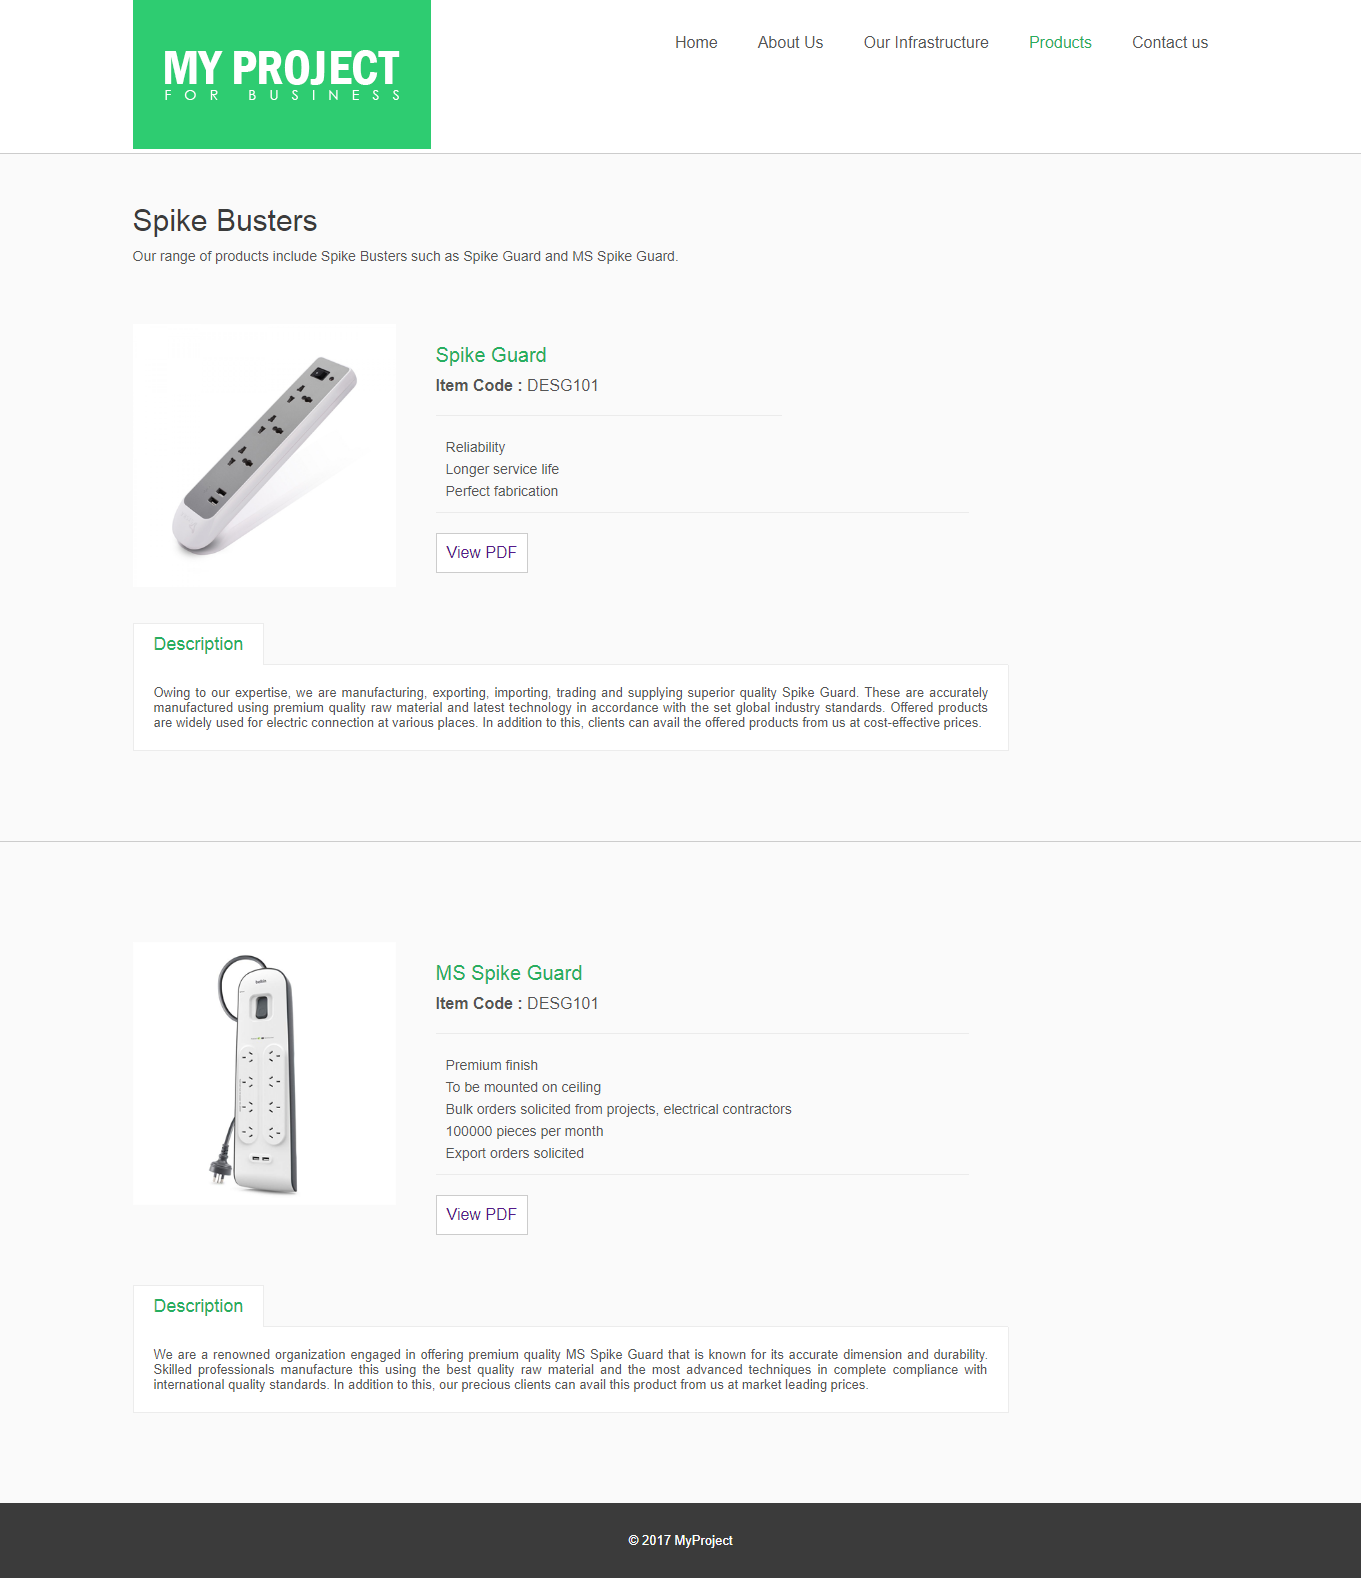 MY PROJECT
FOR BUSINESS
Home About Us Our Infrastructure Products Contact us
Spike Busters
Our range of products include Spike Busters such as Spike Guard and MS Spike Guard.
Spike Guard
Item Code : DESG101
Reliability
Longer service life
Perfect fabrication
View PDF
Description
Owing to our expertise, we are manufacturing, exporting, importing, trading and supplying superior quality Spike Guard. These are accurately
manufactured using premium quality raw material and latest technology in accordance with the set global industry standards. Offered products
are widely used for electric connection at various places. In addition to this, clients can avail the offered products from us at cost-effective prices.
MS Spike Guard
Item Code : DESG101
Premium finish
To be mounted on ceiling
Bulk orders solicited from projects, electrical contractors
100000 pieces per month
Export orders solicited
View PDF
Description
We are a renowned organization engaged in offering premium quality MS Spike Guard that is known for its accurate dimension and durability.
Skilled professionals manufacture this using the best quality raw material and the most advanced techniques in complete compliance with
international quality standards. In addition to this, our precious clients can avail this product from us at market leading prices.
© 2017 MyProject